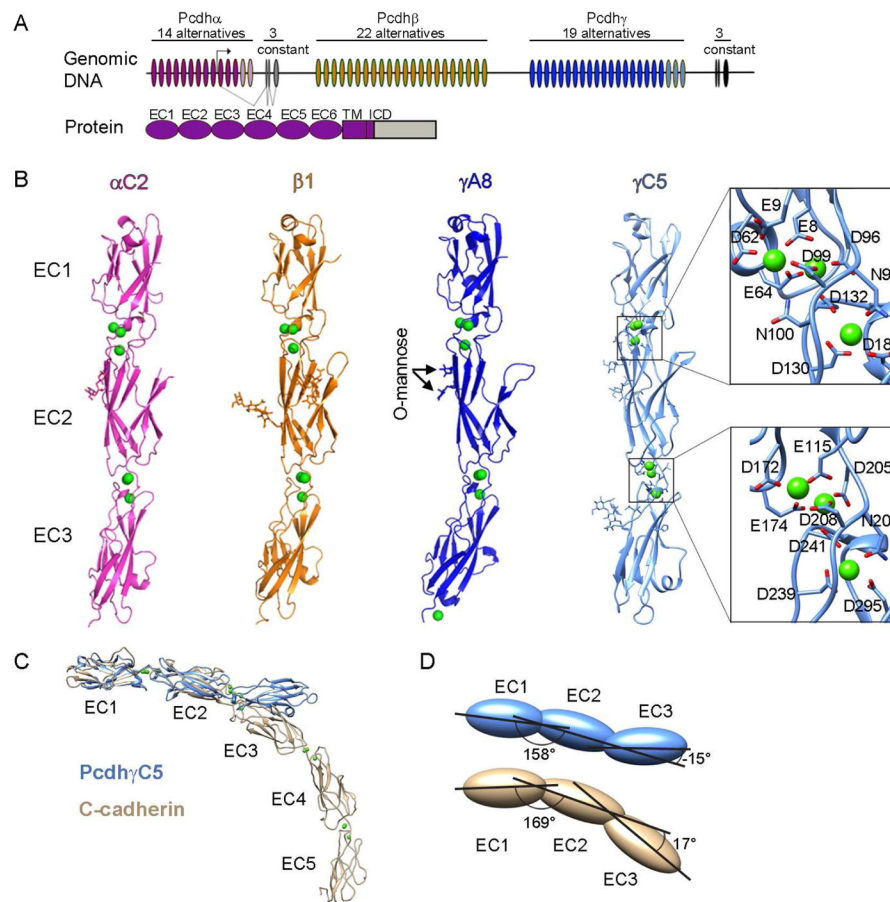 A
Pcdhα
14 alternatives
3
constant
Pcdhβ
22 alternatives
Pcdhγ
19 alternatives
3
constant
Genomic
DNA
Protein
EC1 EC2 EC3 EC4 EC5 EC6 TM ICD
B
αC2
β1
γA8
γC5
EC1
EC2
EC3
O-mannose
E9
E8
D62
D96
D99
N9
E64
D132
N100
D18
D130
E115
D172
D205
E174
D208
N20
D241
D239
D295
C
EC1
EC2
EC3
EC4
EC5
PcdhγC5
C-cadherin
D
EC1
EC2
EC3
158°
-15°
169°
17°
EC1
EC2
EC3